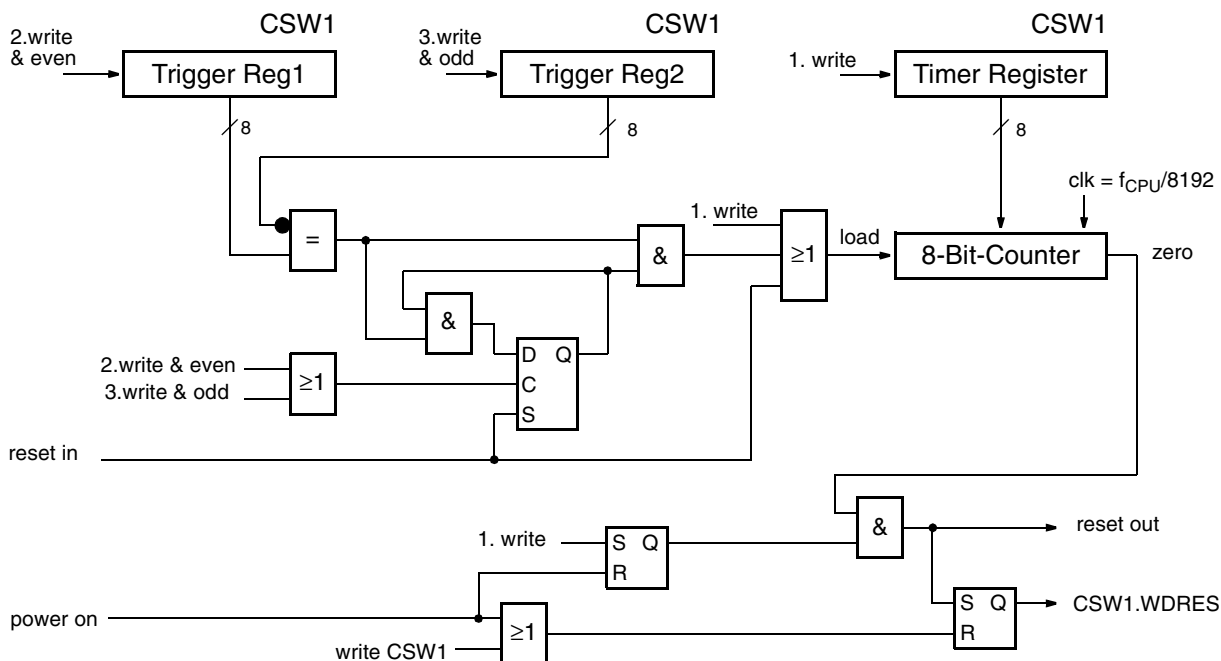 CSW1 CSW1 CSW1
2.write
& even
Trigger Reg1
3.write
& odd
Trigger Reg2
1. write
Timer Register
8
8
8
clk = fCPU/8192
=
&
1. write
≥1
load
8-Bit-Counter
zero
&
2.write & even
3.write & odd
≥1
D Q
C
S
reset in
1. write
S Q
R
&
reset out
power on
write CSW1
≥1
S Q
R
CSW1.WDRES